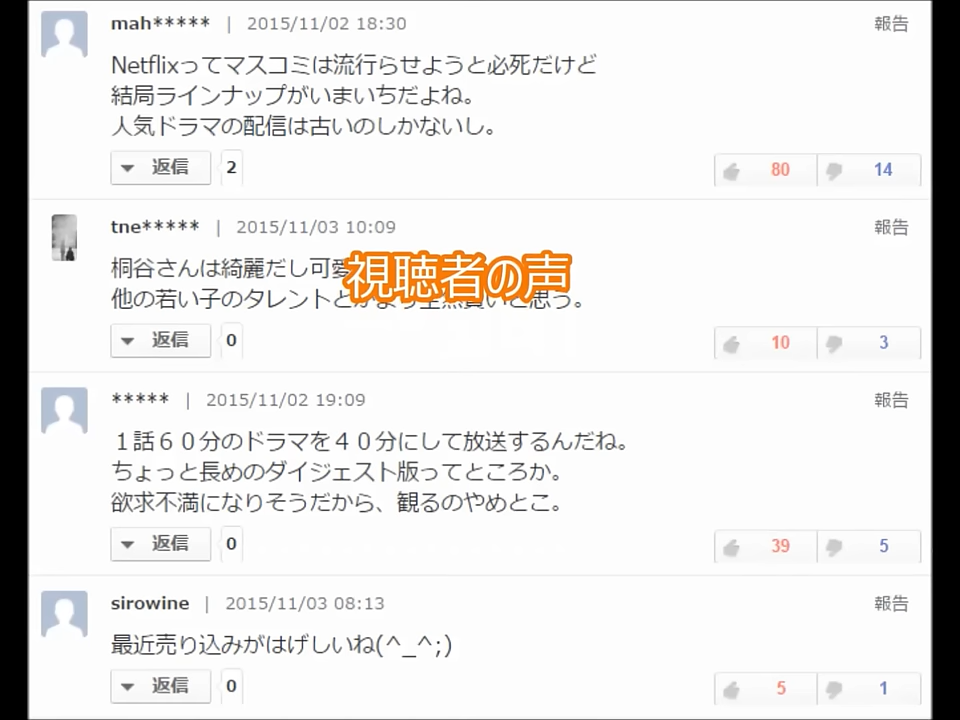 mah***** | 2015/11/02 18:30 報告
Netflixってマスコミは流行らせようと必死だけど
結局ラインナップがいまいちだよね。
人気ドラマの配信は古いのしかないし。
返信 2 80 14
tne***** | 2015/11/03 10:09 報告
桐谷さんは綺麗だし可愛
視聴者の声
他の若い子のタレントとかより全然良いと思う。
返信 0 10 3
***** | 2015/11/02 19:09 報告
1話60分のドラマを40分にして放送するんだね。
ちょっと長めのダイジェスト版ってところか。
欲求不満になりそうだから、観るのやめとこ。
返信 0 39 5
sirowine | 2015/11/03 08:13 報告
最近売り込みがはげしいね(^_^;)
返信 0 5 1